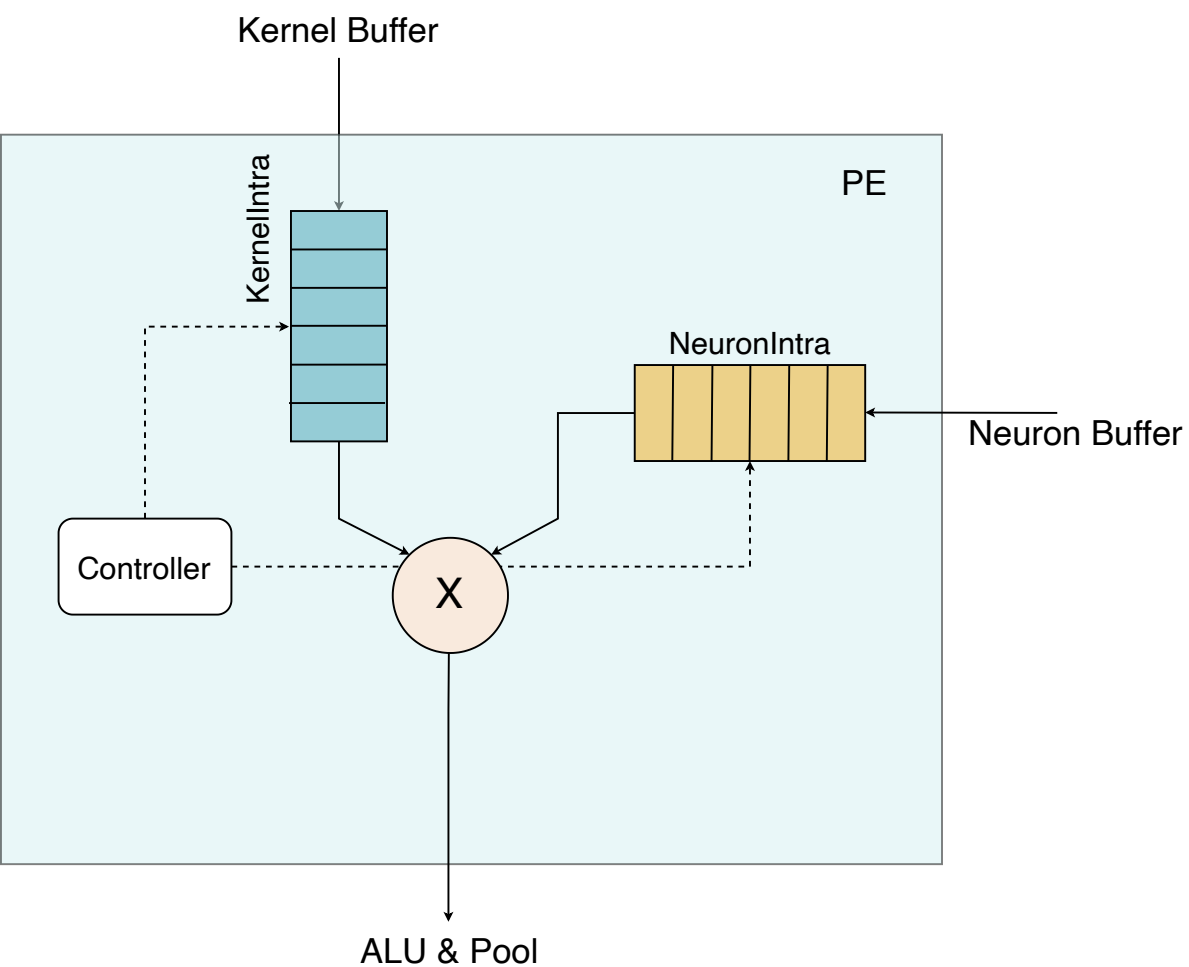 Kernel Buffer
KernelIntra
PE
NeuronIntra
Neuron Buffer
Controller
X
ALU & Pool